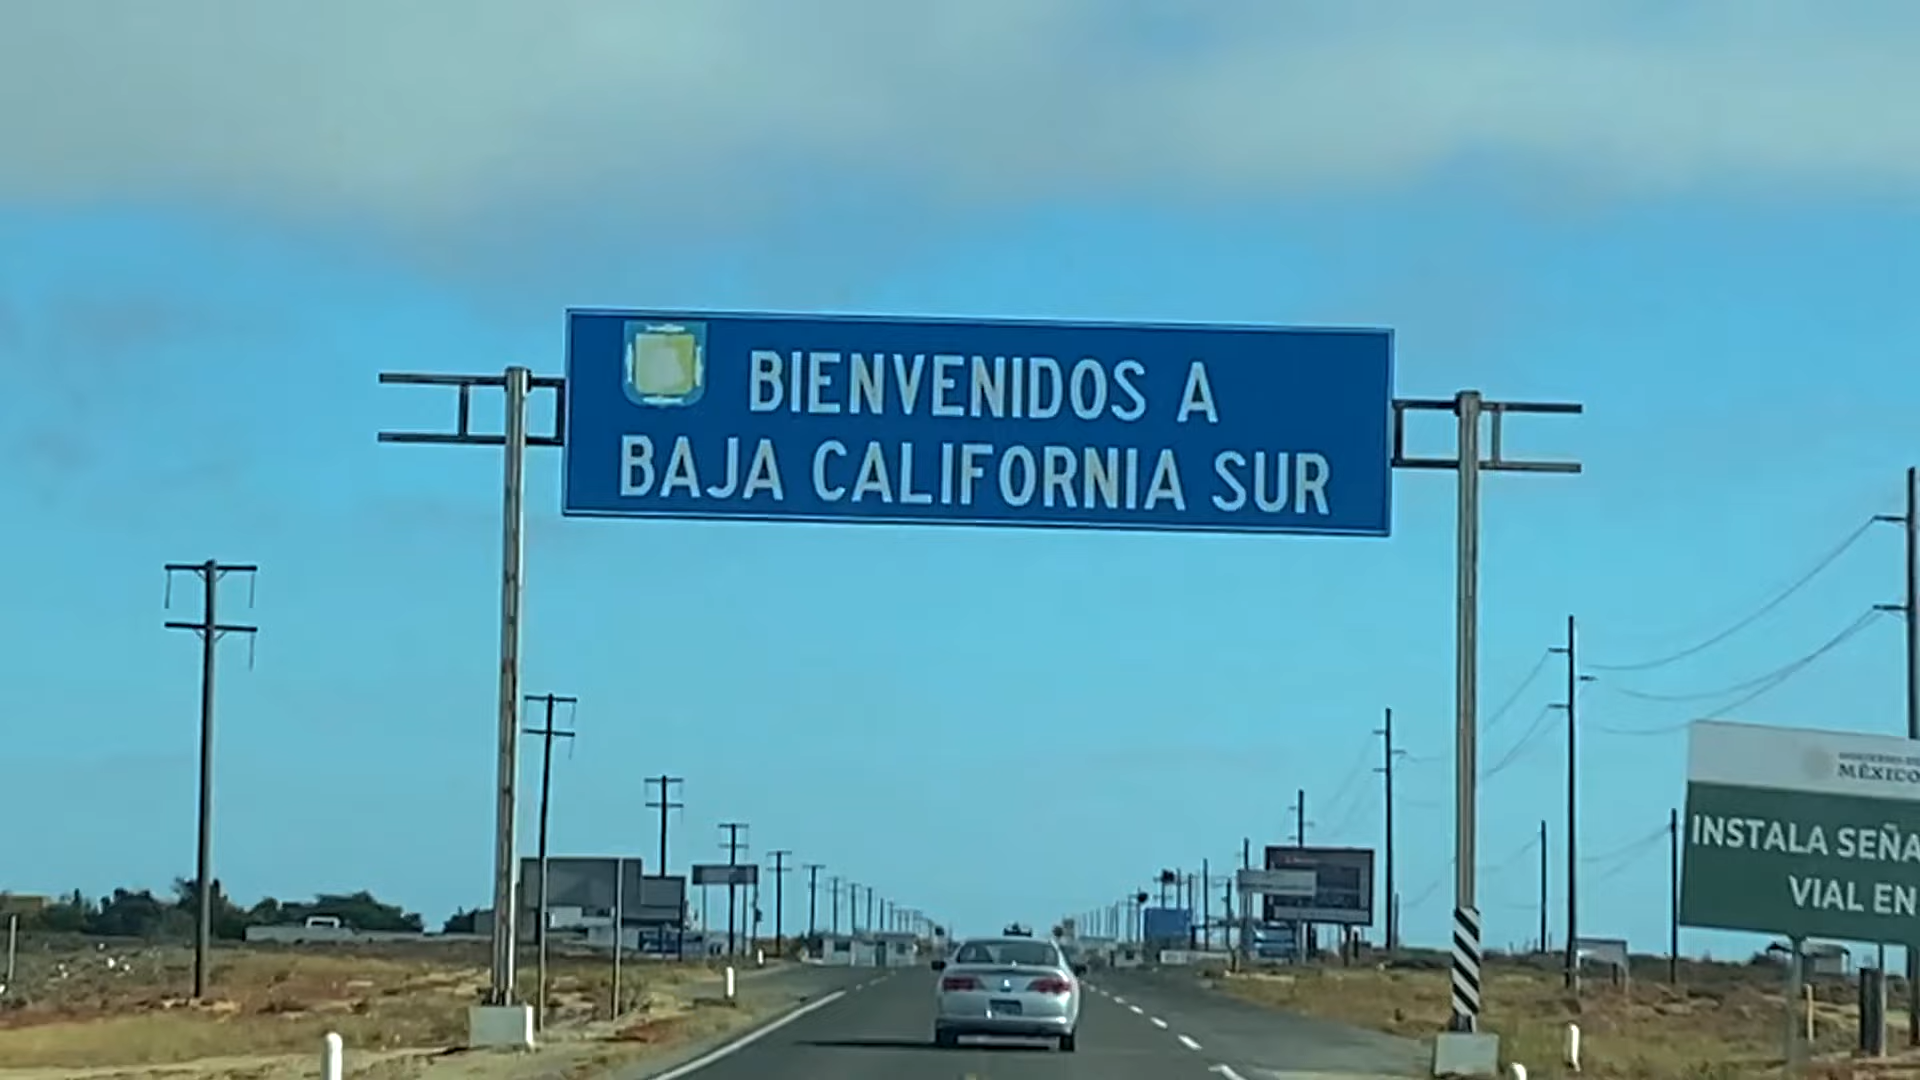 BIENVENIDOS A
BAJA CALIFORNIA SUR
MÉXICO
INSTALA SEÑA
VIAL EN